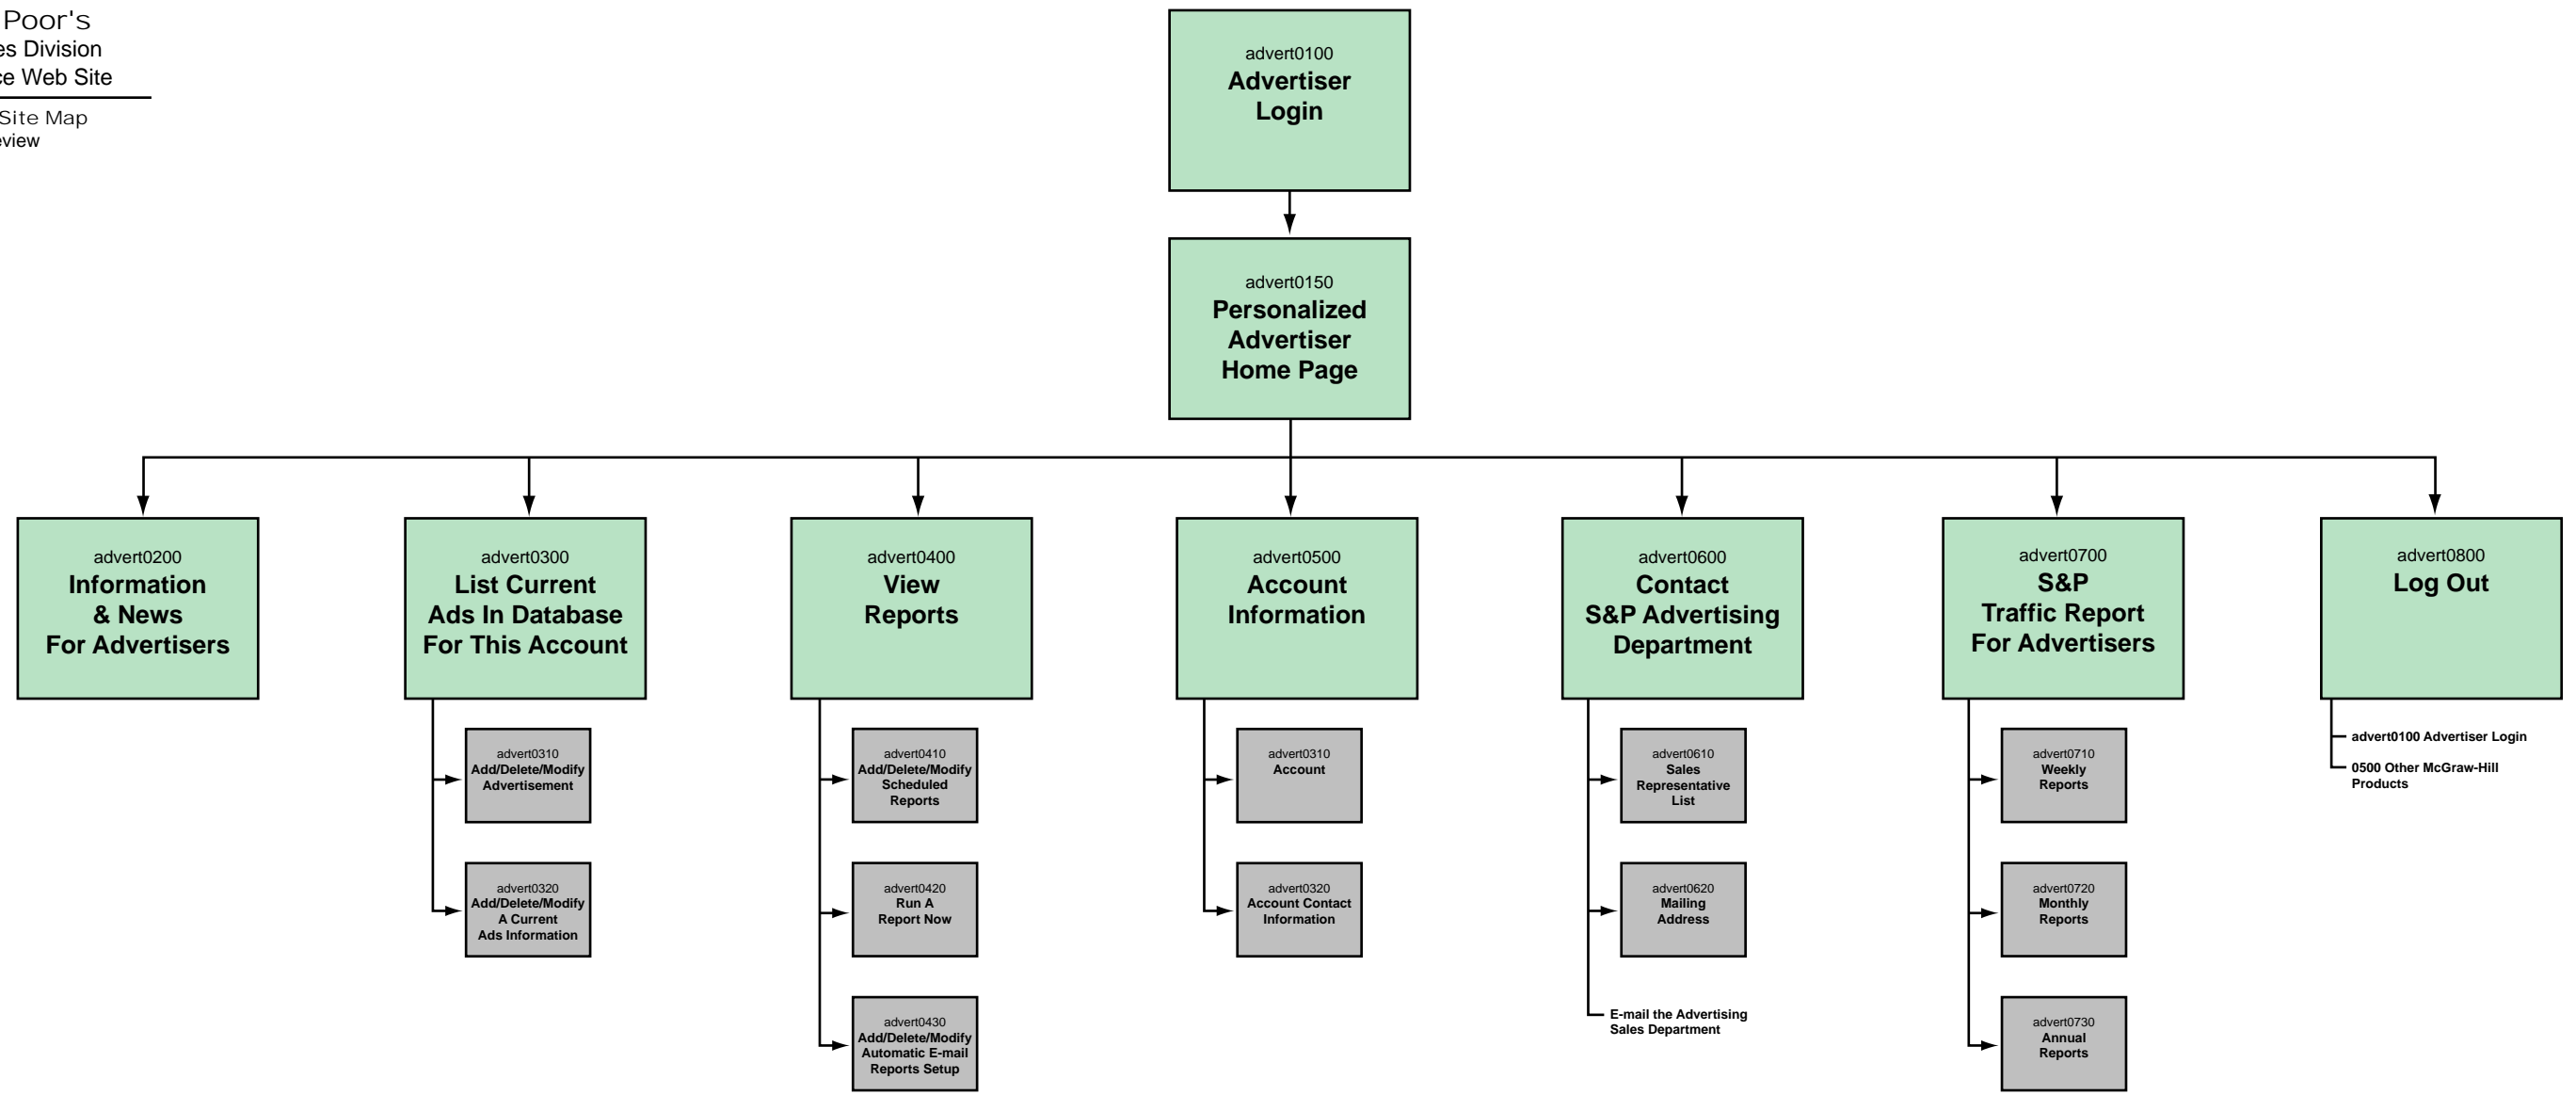 Poor's
es Division
ce Web Site
Site Map
eview
advert0100
Advertiser
Login
advert0150
Personalized
Advertiser
Home Page
advert0200
Information
& News
For Advertisers
advert0300
List Current
Ads In Database
For This Account
advert0400
View
Reports
advert0500
Account
Information
advert0600
Contact
S&P Advertising
Department
advert0700
S&P
Traffic Report
For Advertisers
advert0800
Log Out
advert0310
Add/Delete/Modify
Advertisement
advert0320
Add/Delete/Modify
A Current
Ads Information
advert0410
Add/Delete/Modify
Scheduled
Reports
advert0420
Run A
Report Now
advert0430
Add/Delete/Modify
Automatic E-mail
Reports Setup
advert0310
Account
advert0320
Account Contact
Information
advert0610
Sales
Representative
List
advert0620
Mailing
Address
E-mail the Advertising
Sales Department
advert0710
Weekly
Reports
advert0720
Monthly
Reports
advert0730
Annual
Reports
advert0100 Advertiser Login
0500 Other McGraw-Hill
Products